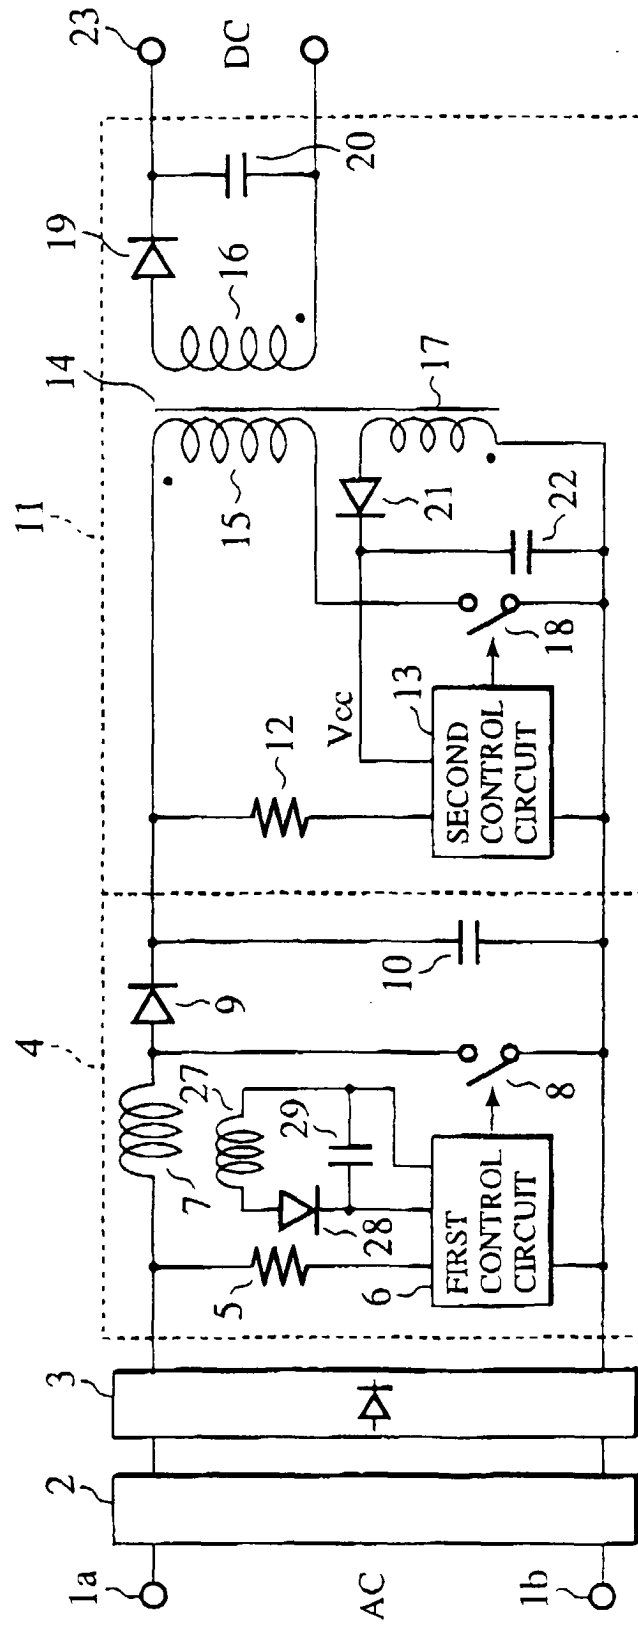 1a
AC
1b
2
3
4
5
6
FIRST
CONTROL
CIRCUIT
7
27
28
29
8
9
10
11
12
Vcc
13
SECOND
CONTROL
CIRCUIT
18
14
15
21
22
17
16
19
20
23
DC